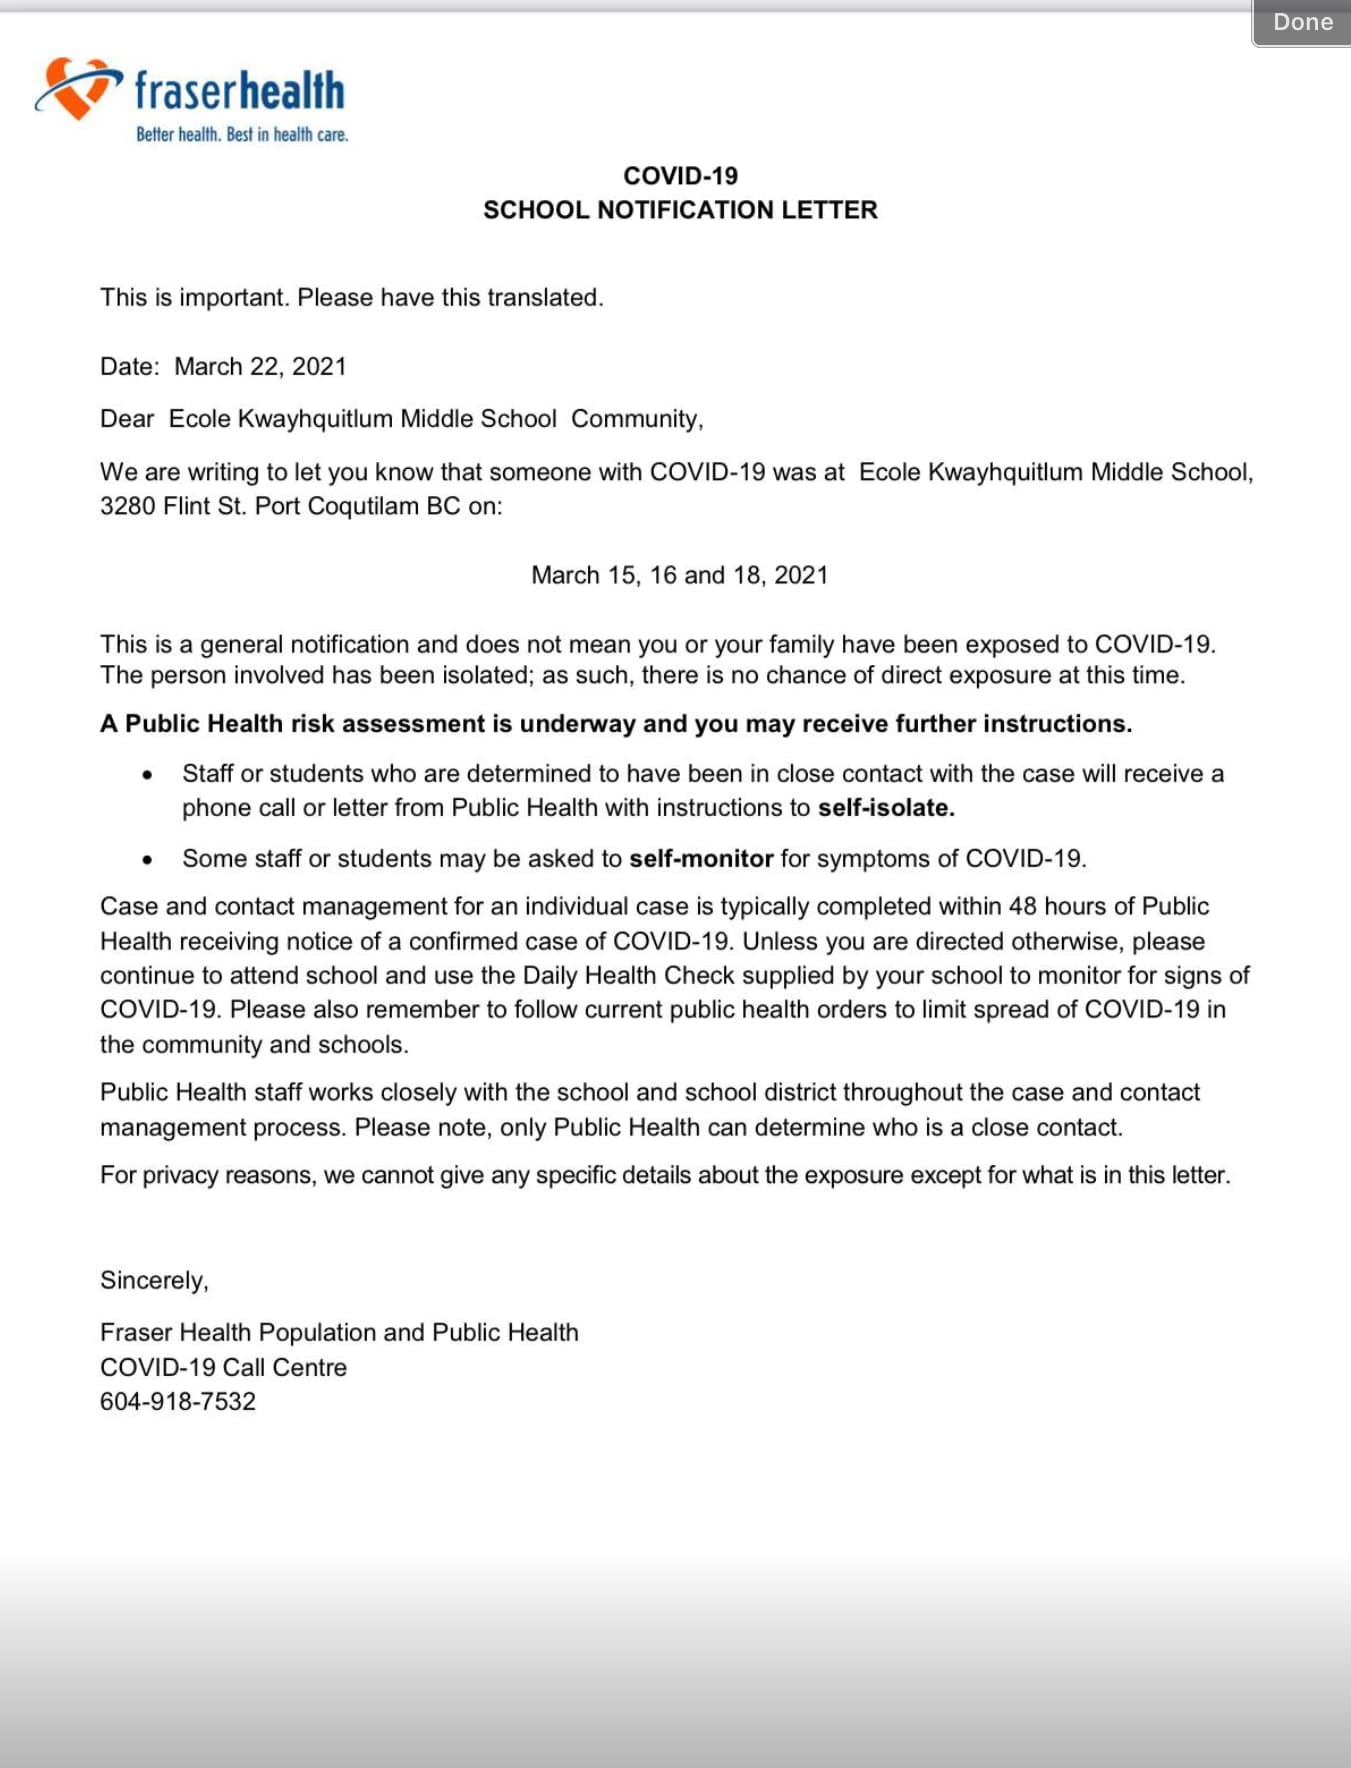 Done
fraserhealth
Better health. Best in health care.
COVID-19
SCHOOL NOTIFICATION LETTER
This is important. Please have this translated.
Date: March 22, 2021
Dear Ecole Kwayhquitlum Middle School Community,
We are writing to let you know that someone with COVID-19 was at Ecole Kwayhquitlum Middle School,
3280 Flint St. Port Coqutilam BC on:
March 15, 16 and 18, 2021
This is a general notification and does not mean you or your family have been exposed to COVID-19.
The person involved has been isolated; as such, there is no chance of direct exposure at this time.
A Public Health risk assessment is underway and you may receive further instructions.
• Staff or students who are determined to have been in close contact with the case will receive a
phone call or letter from Public Health with instructions to self-isolate.
• Some staff or students may be asked to self-monitor for symptoms of COVID-19.
Case and contact management for an individual case is typically completed within 48 hours of Public
Health receiving notice of a confirmed case of COVID-19. Unless you are directed otherwise, please
continue to attend school and use the Daily Health Check supplied by your school to monitor for signs of
COVID-19. Please also remember to follow current public health orders to limit spread of COVID-19 in
the community and schools.
Public Health staff works closely with the school and school district throughout the case and contact
management process. Please note, only Public Health can determine who is a close contact.
For privacy reasons, we cannot give any specific details about the exposure except for what is in this letter.
Sincerely,
Fraser Health Population and Public Health
COVID-19 Call Centre
604-918-7532